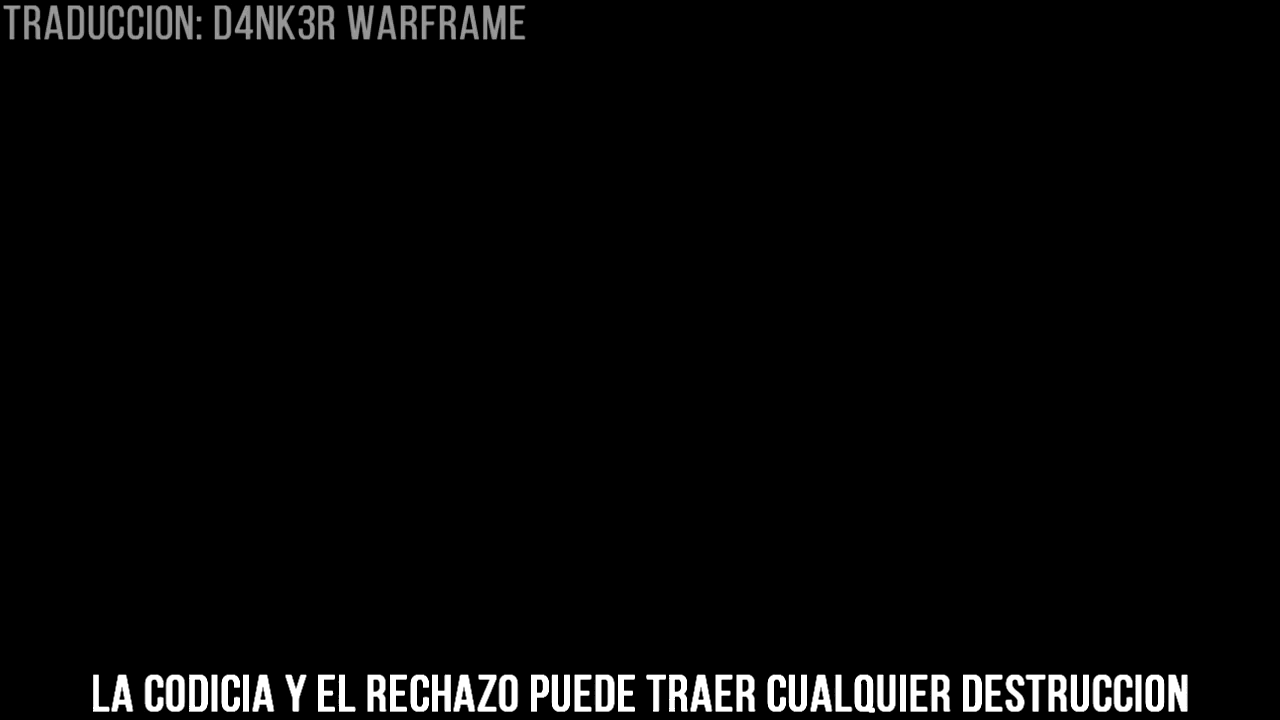 TRADUCCION: D4NK3R WARFRAME
LA CODICIA Y EL RECHAZO PUEDE TRAER CUALQUIER DESTRUCCION